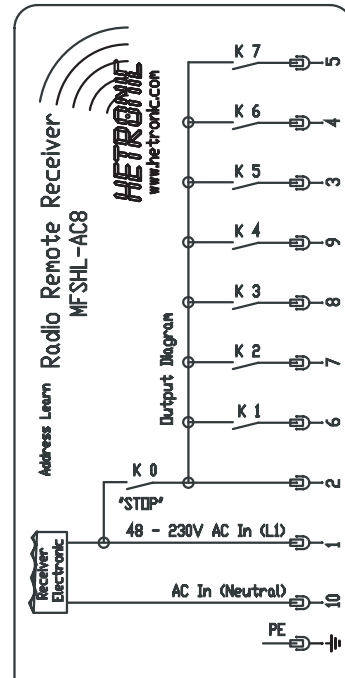 Address Learn
Radio Remote Receiver
MFSHL-AC8
HETRONIC
www.hetronic.com
Output Diagram
K 7
5
K 6
4
K 5
3
K 4
9
K 3
8
K 2
7
K 1
6
K 0
"STOP"
2
Receiver
Electronic
48 - 230V AC In (L1)
1
AC In (Neutral)
10
PE